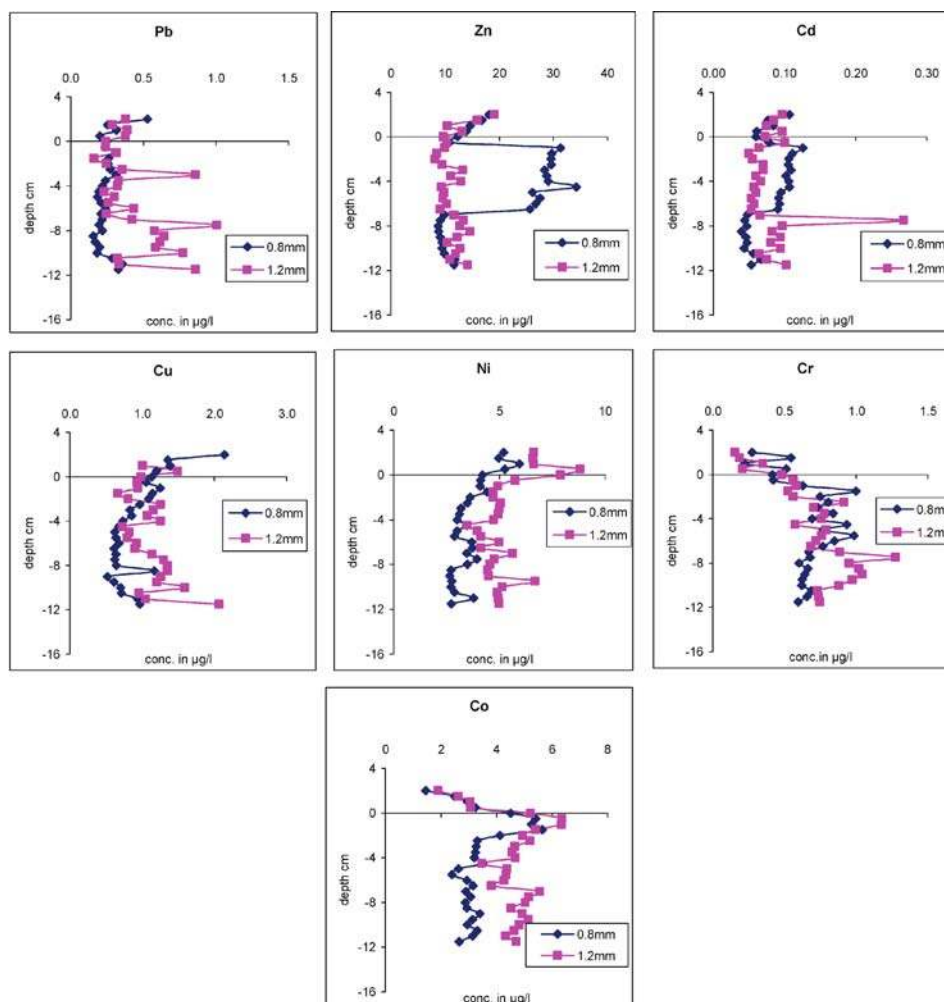 Pb
0.0 0.5 1.0 1.5
4
0
-4
-8
-12
-16
depth cm
0.8mm
1.2mm
conc. in µg/l
Zn
0 10 20 30 40
4
0
-4
-8
-12
-16
depth cm
0.8mm
1.2mm
conc. in µg/l
Cd
0.00 0.10 0.20 0.30
4
0
-4
-8
-12
-16
depth cm
0.8mm
1.2mm
conc. in µg/l
Cu
0.0 1.0 2.0 3.0
4
0
-4
-8
-12
-16
depth cm
0.8mm
1.2mm
conc. in µg/l
Ni
0 5 10
4
0
-4
-8
-12
-16
depth cm
0.8mm
1.2mm
conc. in µg/l
Cr
0.0 0.5 1.0 1.5
4
0
-4
-8
-12
-16
depth cm
0.8mm
1.2mm
conc.in µg/l
Co
0 2 4 6 8
4
0
-4
-8
-12
-16
depth cm
0.8mm
1.2mm
conc. in µg/l